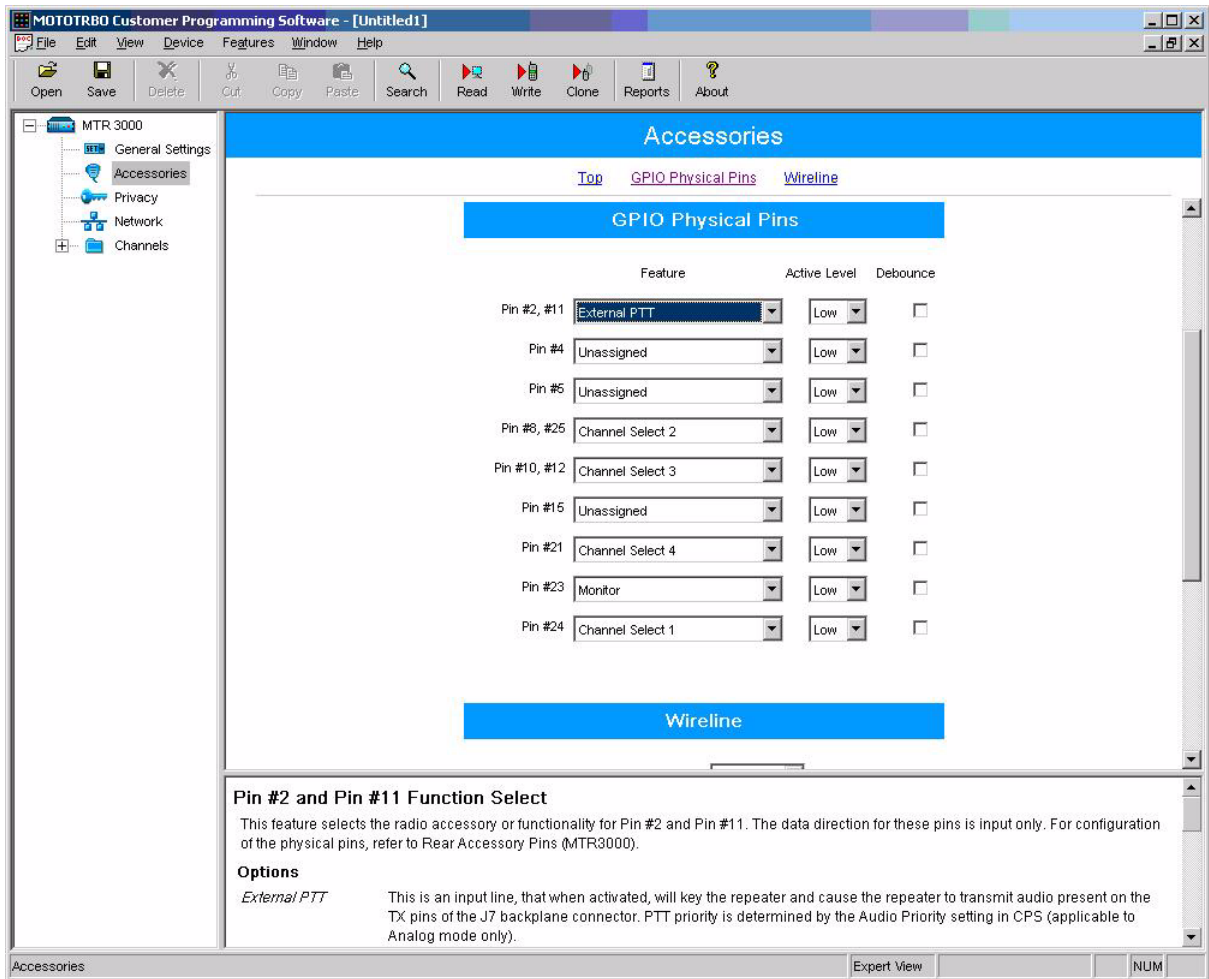 MOTOTRBO Customer Programming Software - [Untitled1]
File Edit View Device Features Window Help
Open Save Delete Cut Copy Paste Search Read Write Clone Reports About
MTR 3000
General Settings
Accessories
Privacy
Network
Channels
Accessories
Top GPIO Physical Pins Wireline
GPIO Physical Pins
Feature Active Level Debounce
Pin #2, #11 External PTT Low
Pin #4 Unassigned Low
Pin #5 Unassigned Low
Pin #8, #25 Channel Select 2 Low
Pin #10, #12 Channel Select 3 Low
Pin #15 Unassigned Low
Pin #21 Channel Select 4 Low
Pin #23 Monitor Low
Pin #24 Channel Select 1 Low
Wireline
Pin #2 and Pin #11 Function Select
This feature selects the radio accessory or functionality for Pin #2 and Pin #11. The data direction for these pins is input only. For configuration
of the physical pins, refer to Rear Accessory Pins (MTR3000).
Options
External PTT This is an input line, that when activated, will key the repeater and cause the repeater to transmit audio present on the
TX pins of the J7 backplane connector. PTT priority is determined by the Audio Priority setting in CPS (applicable to
Analog mode only).
Accessories Expert View NUM